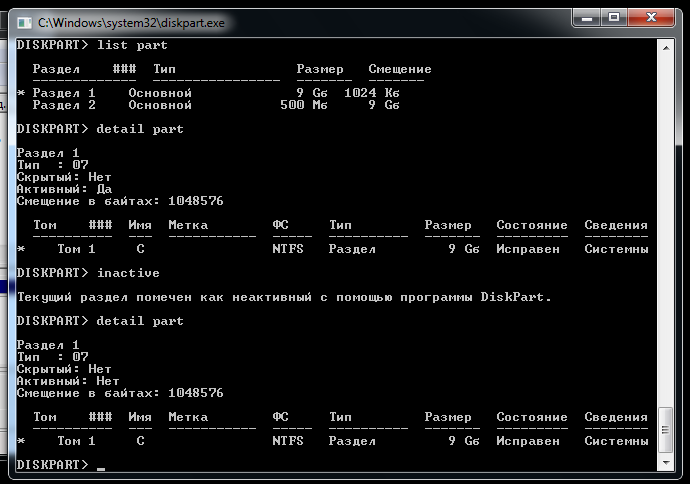 C:\Windows\system32\diskpart.exe
DISKPART> list part
Раздел    ###  Тип               Размер   Смещение
-------------  ----------------  -------  --------
* Раздел 1    Основной             9 Gб  1024 Kб
Раздел 2    Основной           500 Mб     9 Gб
DISKPART> detail part
Раздел 1
Тип  : 07
Скрытый: Нет
Активный: Да
Смещение в байтах: 1048576
Том    ###  Имя  Метка        ФС     Тип         Размер   Состояние  Сведения
----------  ---  -----------  -----  ----------  -------  ---------  --------
*    Том 1     C                NTFS   Раздел         9 Gб  Исправен   Системны
DISKPART> inactive
Текущий раздел помечен как неактивный с помощью программы DiskPart.
DISKPART> detail part
Раздел 1
Тип  : 07
Скрытый: Нет
Активный: Нет
Смещение в байтах: 1048576
Том    ###  Имя  Метка        ФС     Тип         Размер   Состояние  Сведения
----------  ---  -----------  -----  ----------  -------  ---------  --------
*    Том 1     C                NTFS   Раздел         9 Gб  Исправен   Системны
DISKPART> _